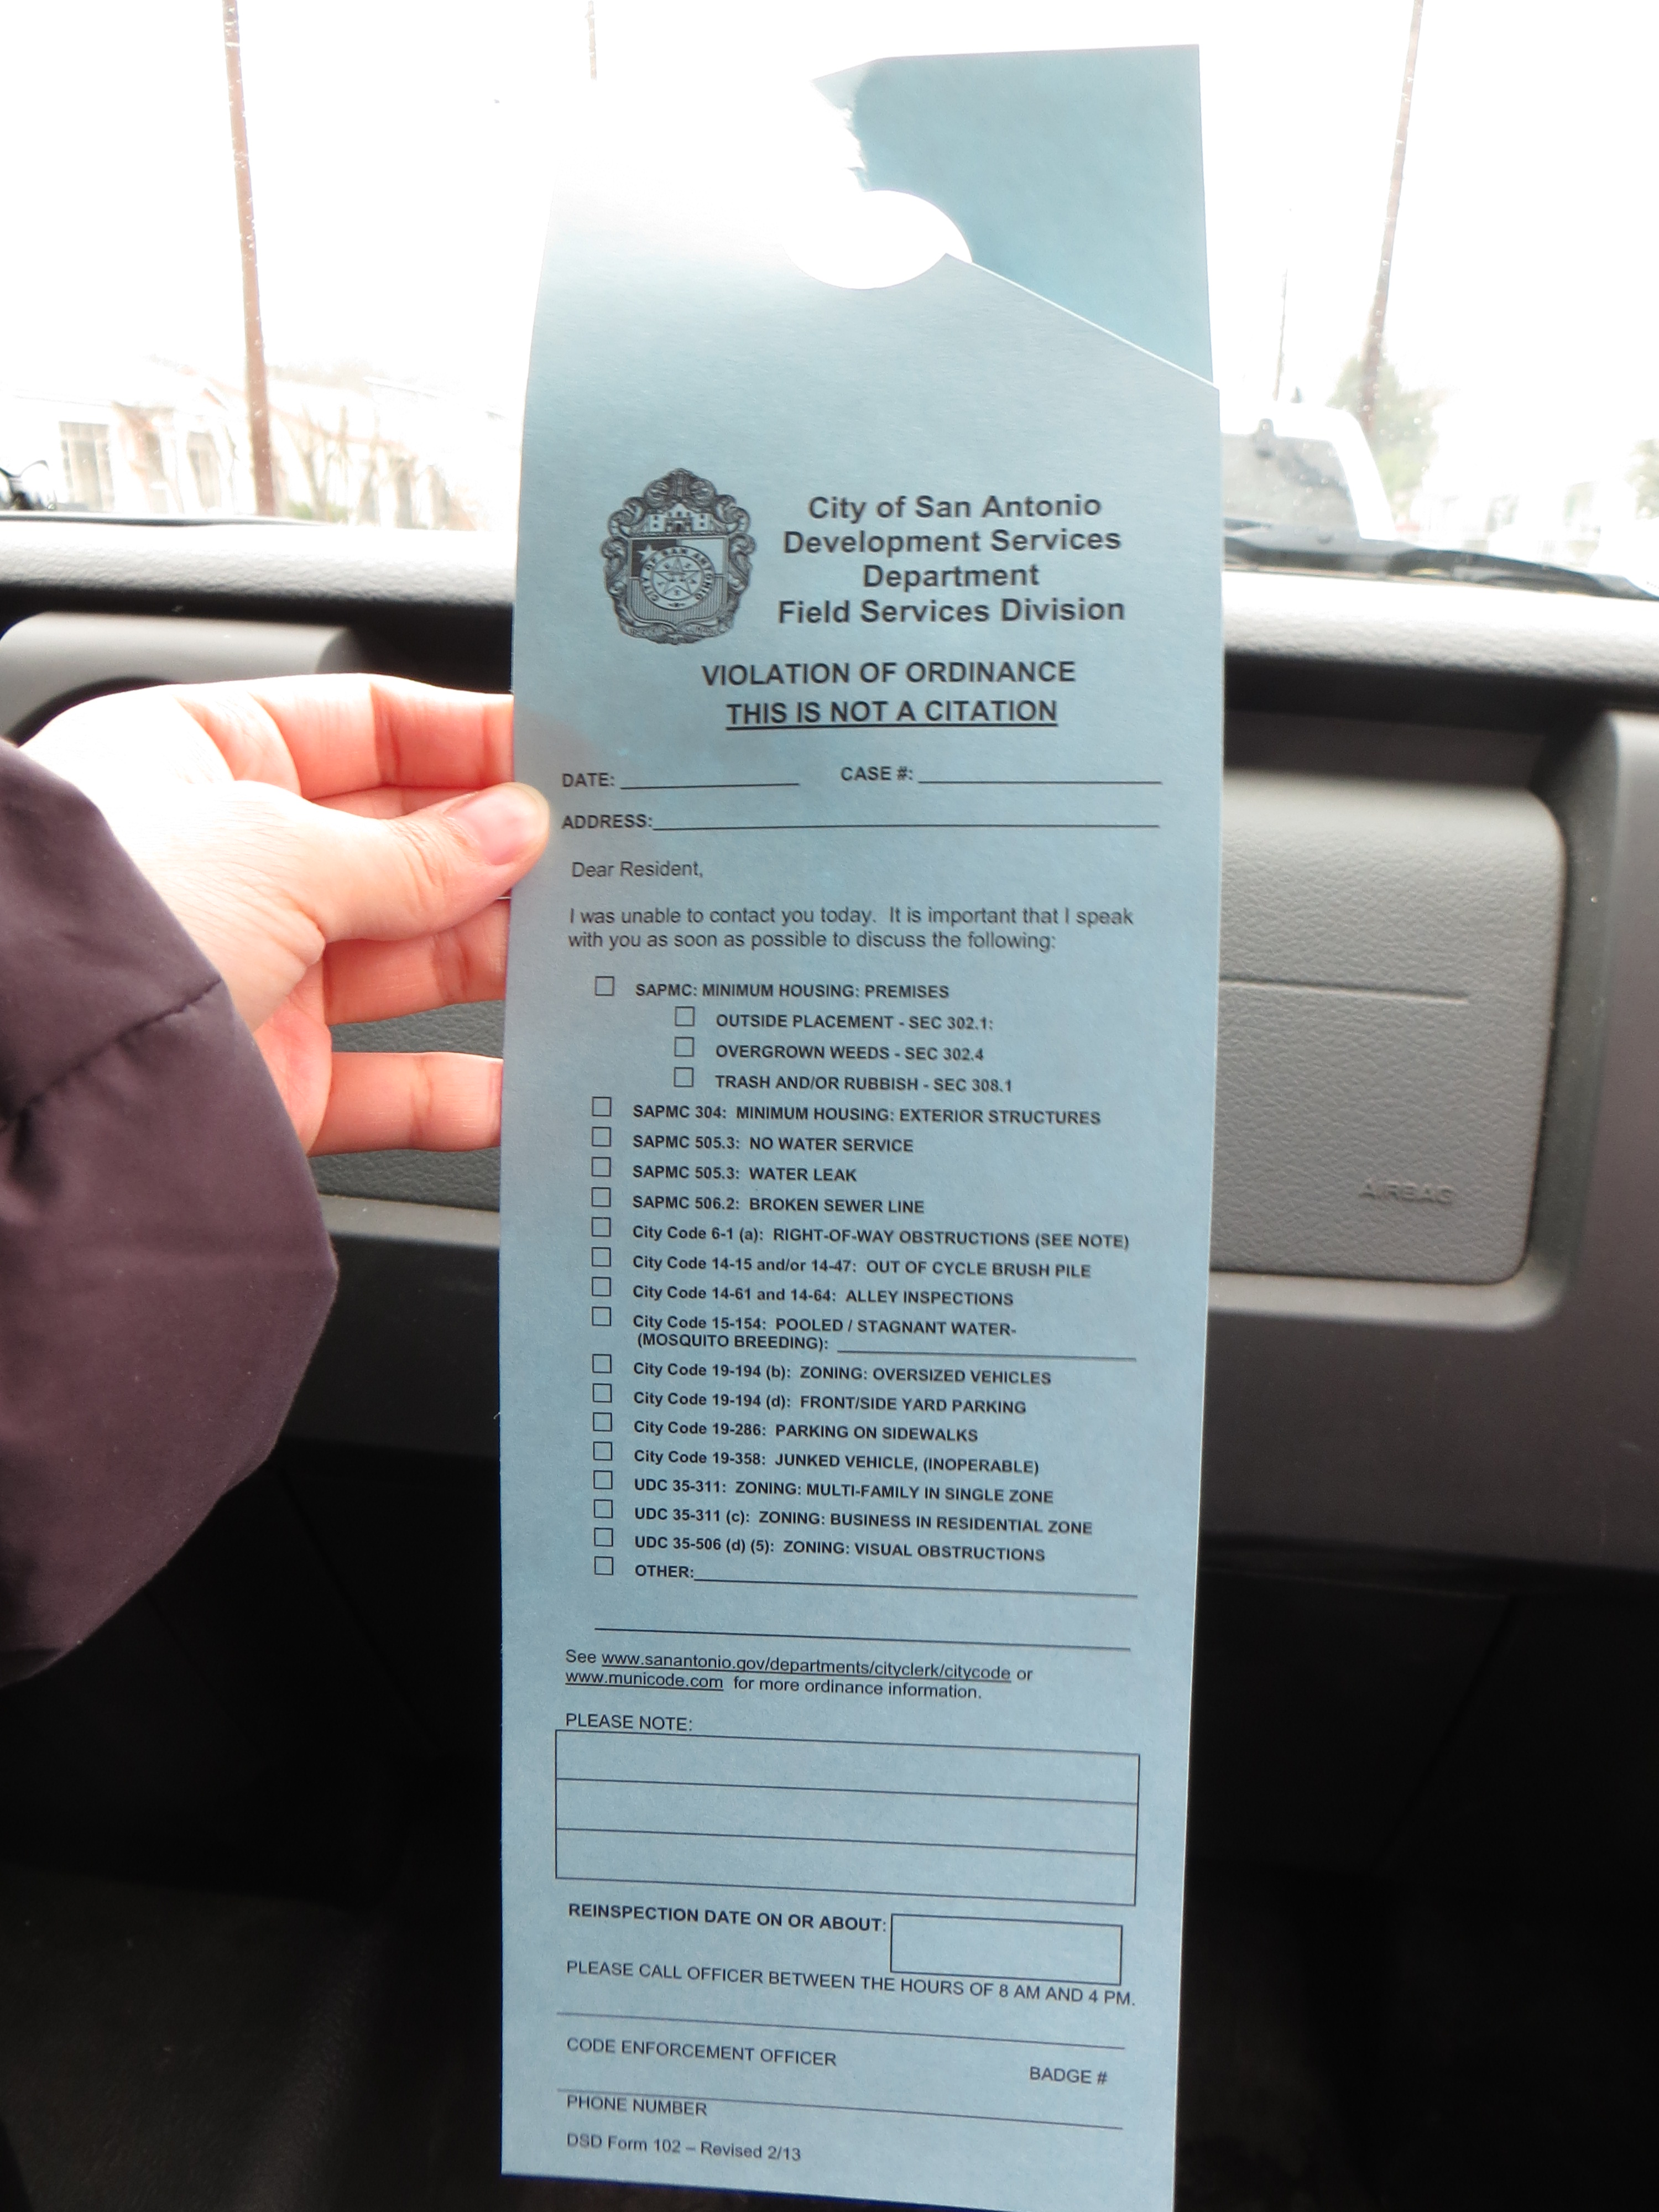 City of San Antonio
Development Services
Department
Field Services Division
CITY OF SAN ANTONIO
VIOLATION OF ORDINANCE
THIS IS NOT A CITATION
DATE: CASE #:
ADDRESS:
Dear Resident,
I was unable to contact you today. It is important that I speak
with you as soon as possible to discuss the following:
SAPMC: MINIMUM HOUSING: PREMISES
OUTSIDE PLACEMENT - SEC 302.1:
OVERGROWN WEEDS - SEC 302.4
TRASH AND/OR RUBBISH - SEC 308.1
SAPMC 304: MINIMUM HOUSING: EXTERIOR STRUCTURES
SAPMC 505.3: NO WATER SERVICE
SAPMC 505.3: WATER LEAK
SAPMC 506.2: BROKEN SEWER LINE
City Code 6-1 (a): RIGHT-OF-WAY OBSTRUCTIONS (SEE NOTE)
City Code 14-15 and/or 14-47: OUT OF CYCLE BRUSH PILE
City Code 14-61 and 14-64: ALLEY INSPECTIONS
City Code 15-154: POOLED / STAGNANT WATER-
(MOSQUITO BREEDING):
City Code 19-194 (b): ZONING: OVERSIZED VEHICLES
City Code 19-194 (d): FRONT/SIDE YARD PARKING
City Code 19-286: PARKING ON SIDEWALKS
City Code 19-358: JUNKED VEHICLE, (INOPERABLE)
UDC 35-311: ZONING: MULTI-FAMILY IN SINGLE ZONE
UDC 35-311 (c): ZONING: BUSINESS IN RESIDENTIAL ZONE
UDC 35-506 (d) (5): ZONING: VISUAL OBSTRUCTIONS
OTHER:
See www.sanantonio.gov/departments/cityclerk/citycode or
www.municode.com for more ordinance information.
PLEASE NOTE:
REINSPECTION DATE ON OR ABOUT:
PLEASE CALL OFFICER BETWEEN THE HOURS OF 8 AM AND 4 PM.
CODE ENFORCEMENT OFFICER BADGE #
PHONE NUMBER
DSD Form 102 – Revised 2/13
AIRBAG